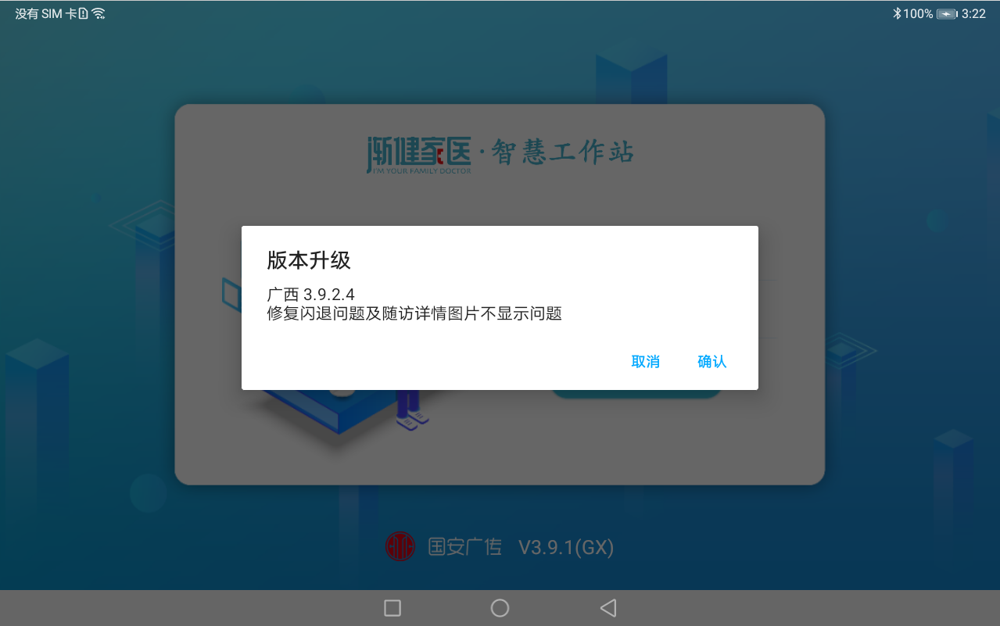 没有 SIM 卡
100%
3:22
渐健家医·智慧工作站
I'M YOUR FAMILY DOCTOR
版本升级
广西 3.9.2.4
修复闪退问题及随访详情图片不显示问题
取消 确认
国安广传 V3.9.1(GX)